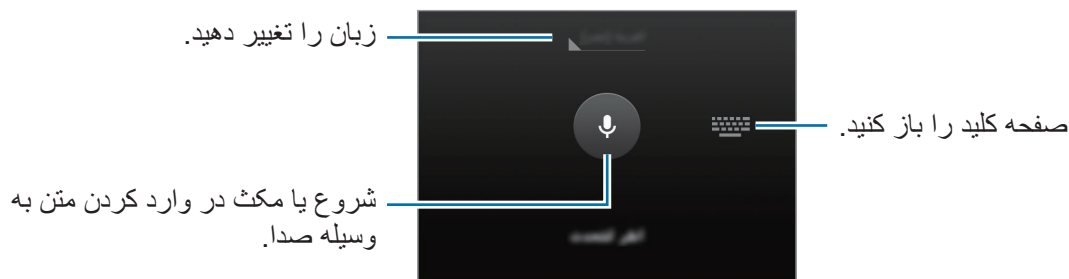 زبان را تغییر دهید.
صفحه کلید را باز کنید.
شروع یا مکث در وارد کردن متن به
وسیله صدا.